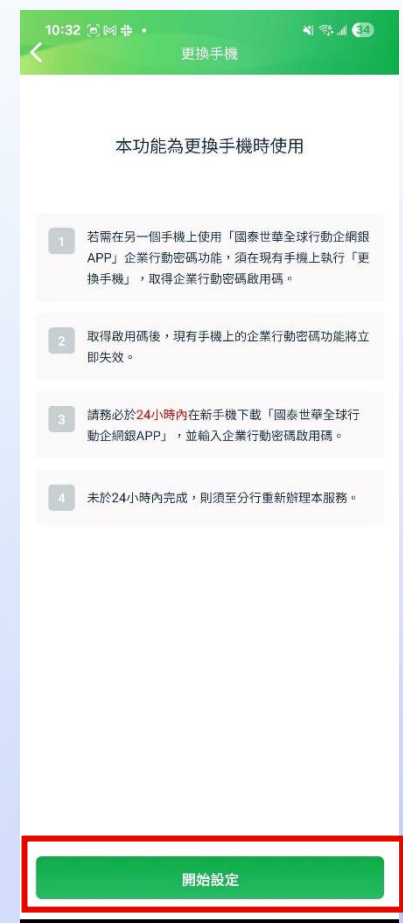 10:32
34
更換手機
本功能為更換手機時使用
1
若需在另一個手機上使用「國泰世華全球行動企網銀
APP」企業行動密碼功能，須在現有手機上執行「更
換手機」，取得企業行動密碼啟用碼。
2
取得啟用碼後，現有手機上的企業行動密碼功能將立
即失效。
3
請務必於24小時內在新手機下載「國泰世華全球行
動企網銀APP」，並輸入企業行動密碼啟用碼。
4
未於24小時內完成，則須至分行重新辦理本服務。
開始設定